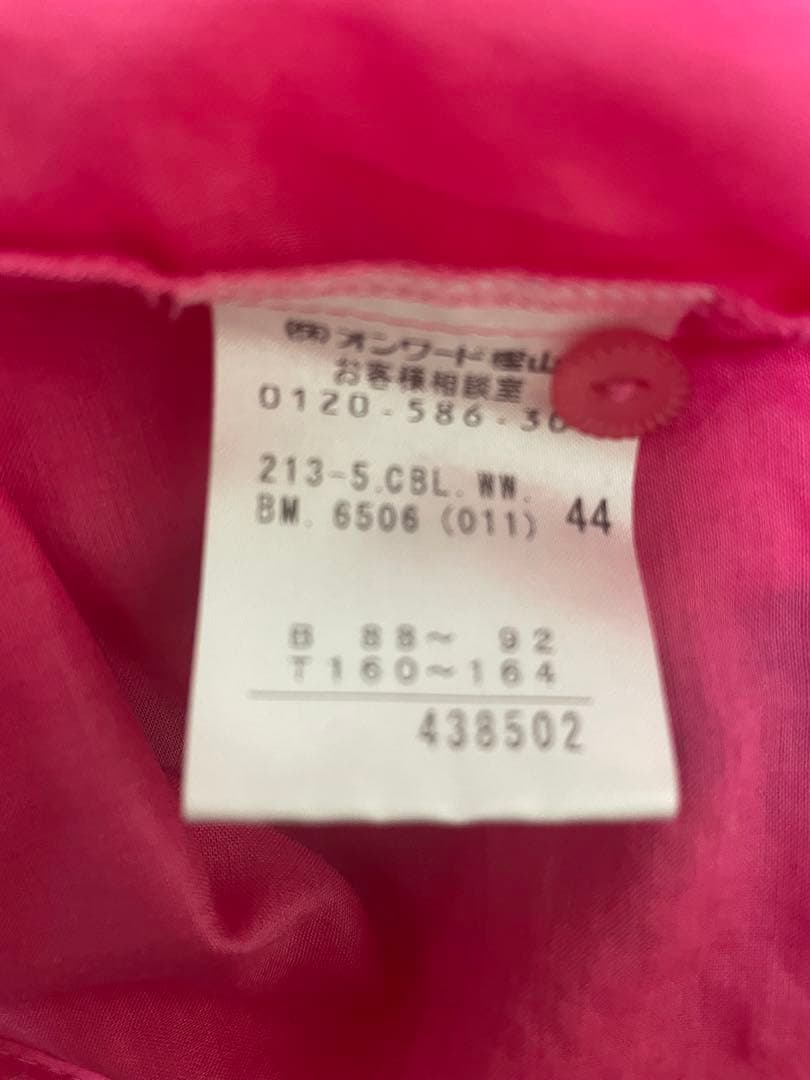 ㈱オンワード樫山
お客様相談室
0120-586-30
213-5.CBL.WW.
BM. 6506 (011) 44
B 88～ 92
T160～164
438502